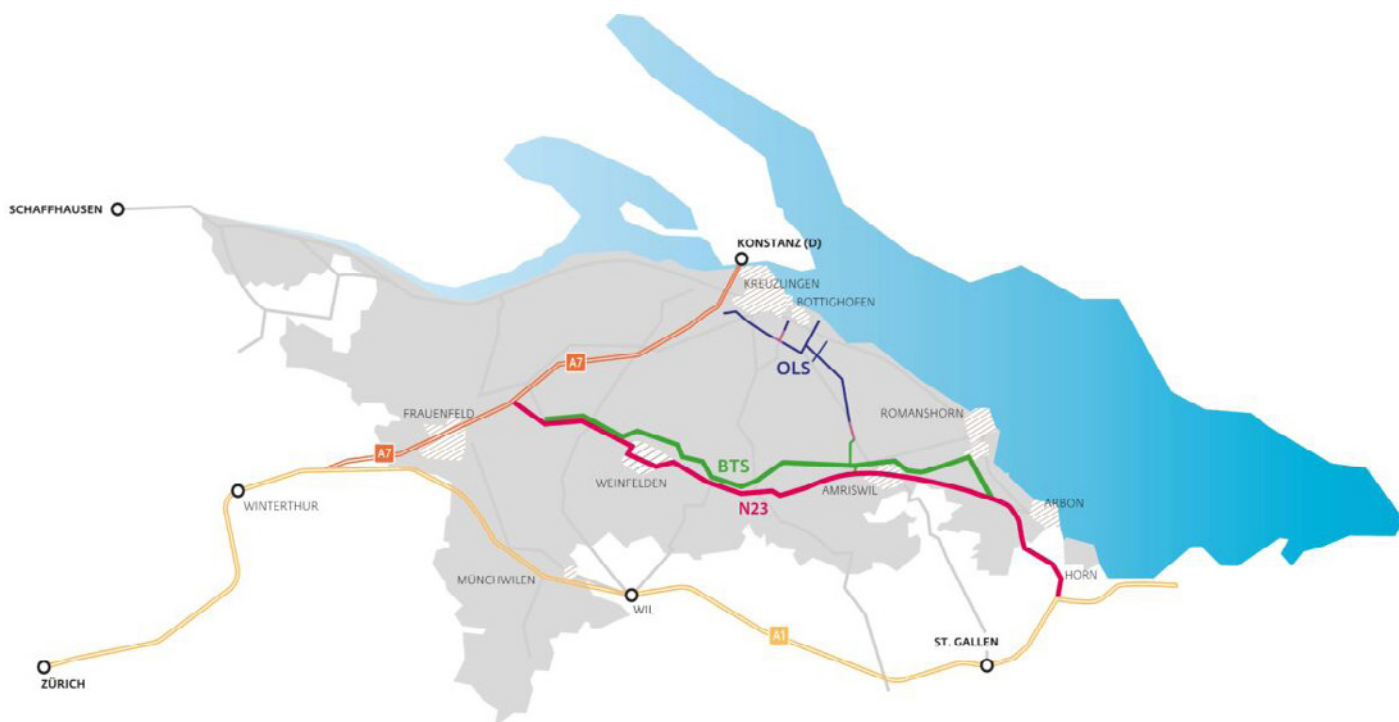 SCHAFFHAUSEN
KONSTANZ (D)
KREUZLINGEN
BOTTIGHOFEN
A7
OLS
FRAUENFELD
ROMANSHORN
A7
BTS
WEINFELDEN
AMRISWIL
WINTERTHUR
N23
ARBON
MÜNCHWILEN
HORN
WIL
A1
ST. GALLEN
ZÜRICH